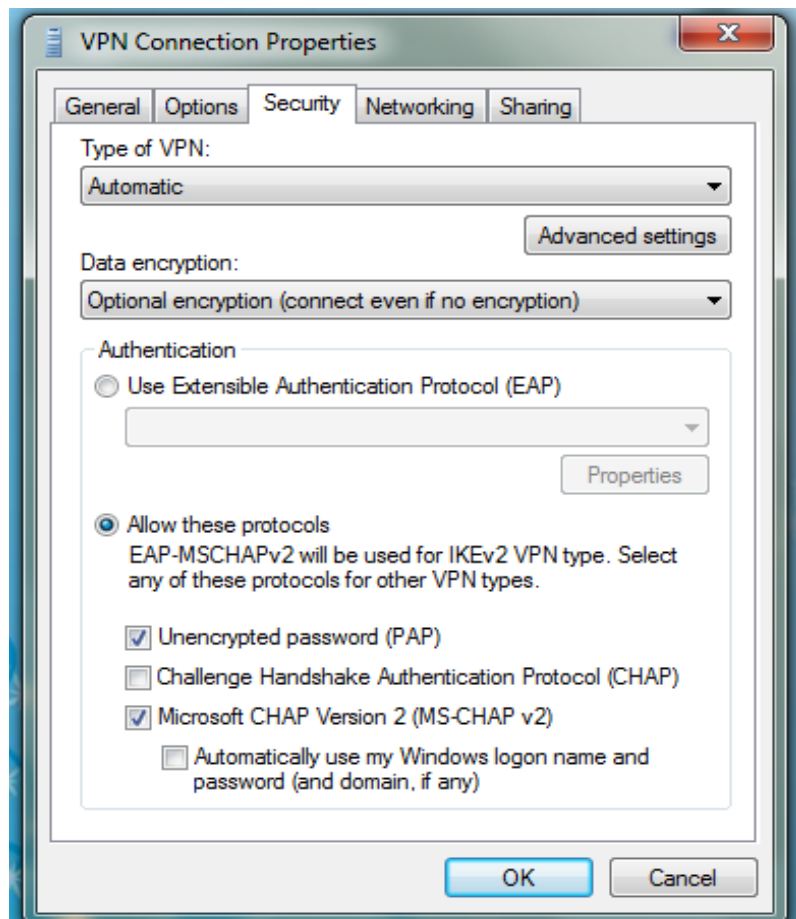 VPN Connection Properties
General Options Security Networking Sharing
Type of VPN:
Automatic
Advanced settings
Data encryption:
Optional encryption (connect even if no encryption)
Authentication
Use Extensible Authentication Protocol (EAP)
Properties
Allow these protocols
EAP-MSCHAPv2 will be used for IKEv2 VPN type. Select
any of these protocols for other VPN types.
Unencrypted password (PAP)
Challenge Handshake Authentication Protocol (CHAP)
Microsoft CHAP Version 2 (MS-CHAP v2)
Automatically use my Windows logon name and
password (and domain, if any)
OK Cancel